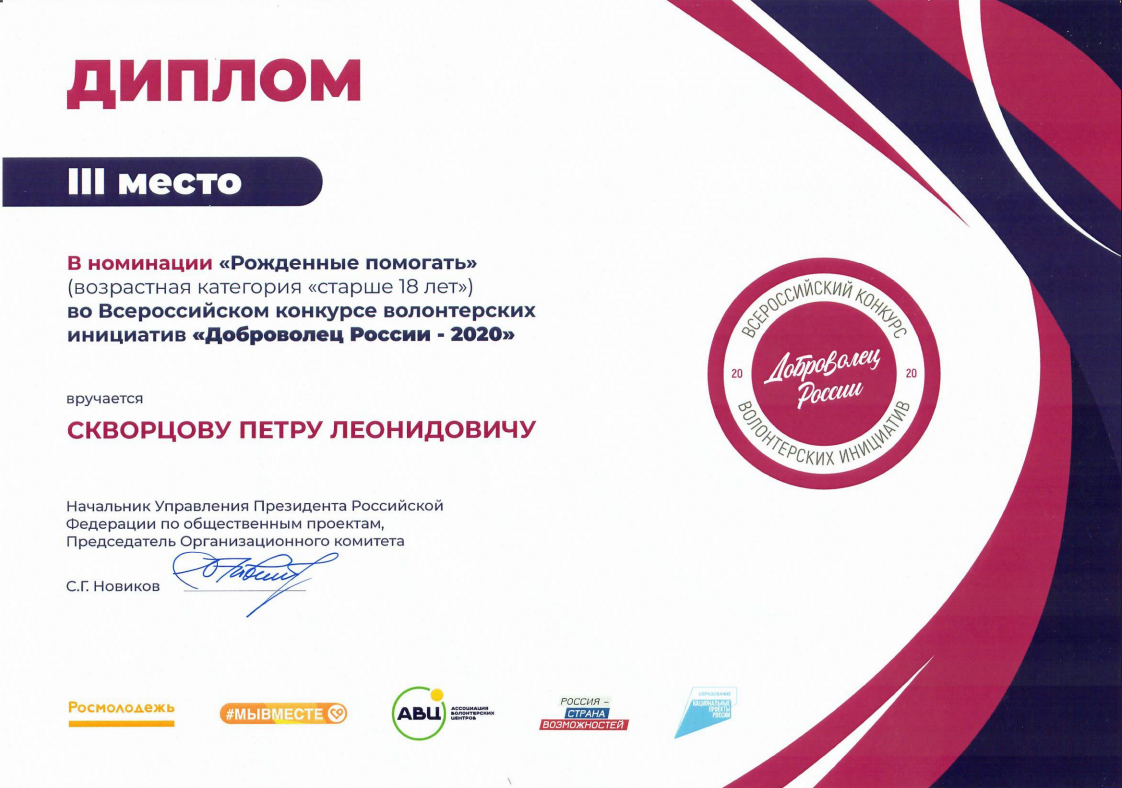 ДИПЛОМ
III место
В номинации «Рожденные помогать»
(возрастная категория «старше 18 лет»)
во Всероссийском конкурсе волонтерских
инициатив «Доброволец России - 2020»
вручается
СКВОРЦОВУ ПЕТРУ ЛЕОНИДОВИЧУ
Начальник Управления Президента Российской
Федерации по общественным проектам,
Председатель Организационного комитета
С.Г. Новиков
ВСЕРОССИЙСКИЙ КОНКУРС
20
Доброволец
России
20
ВОЛОНТЕРСКИХ ИНИЦИАТИВ
Росмолодежь
#МЫВМЕСТЕ
АВЦ
АССОЦИАЦИЯ
ВОЛОНТЕРСКИХ
ЦЕНТРОВ
РОССИЯ –
СТРАНА
ВОЗМОЖНОСТЕЙ
ОБРАЗОВАНИЕ
НАЦИОНАЛЬНЫЕ
ПРОЕКТЫ
РОССИИ